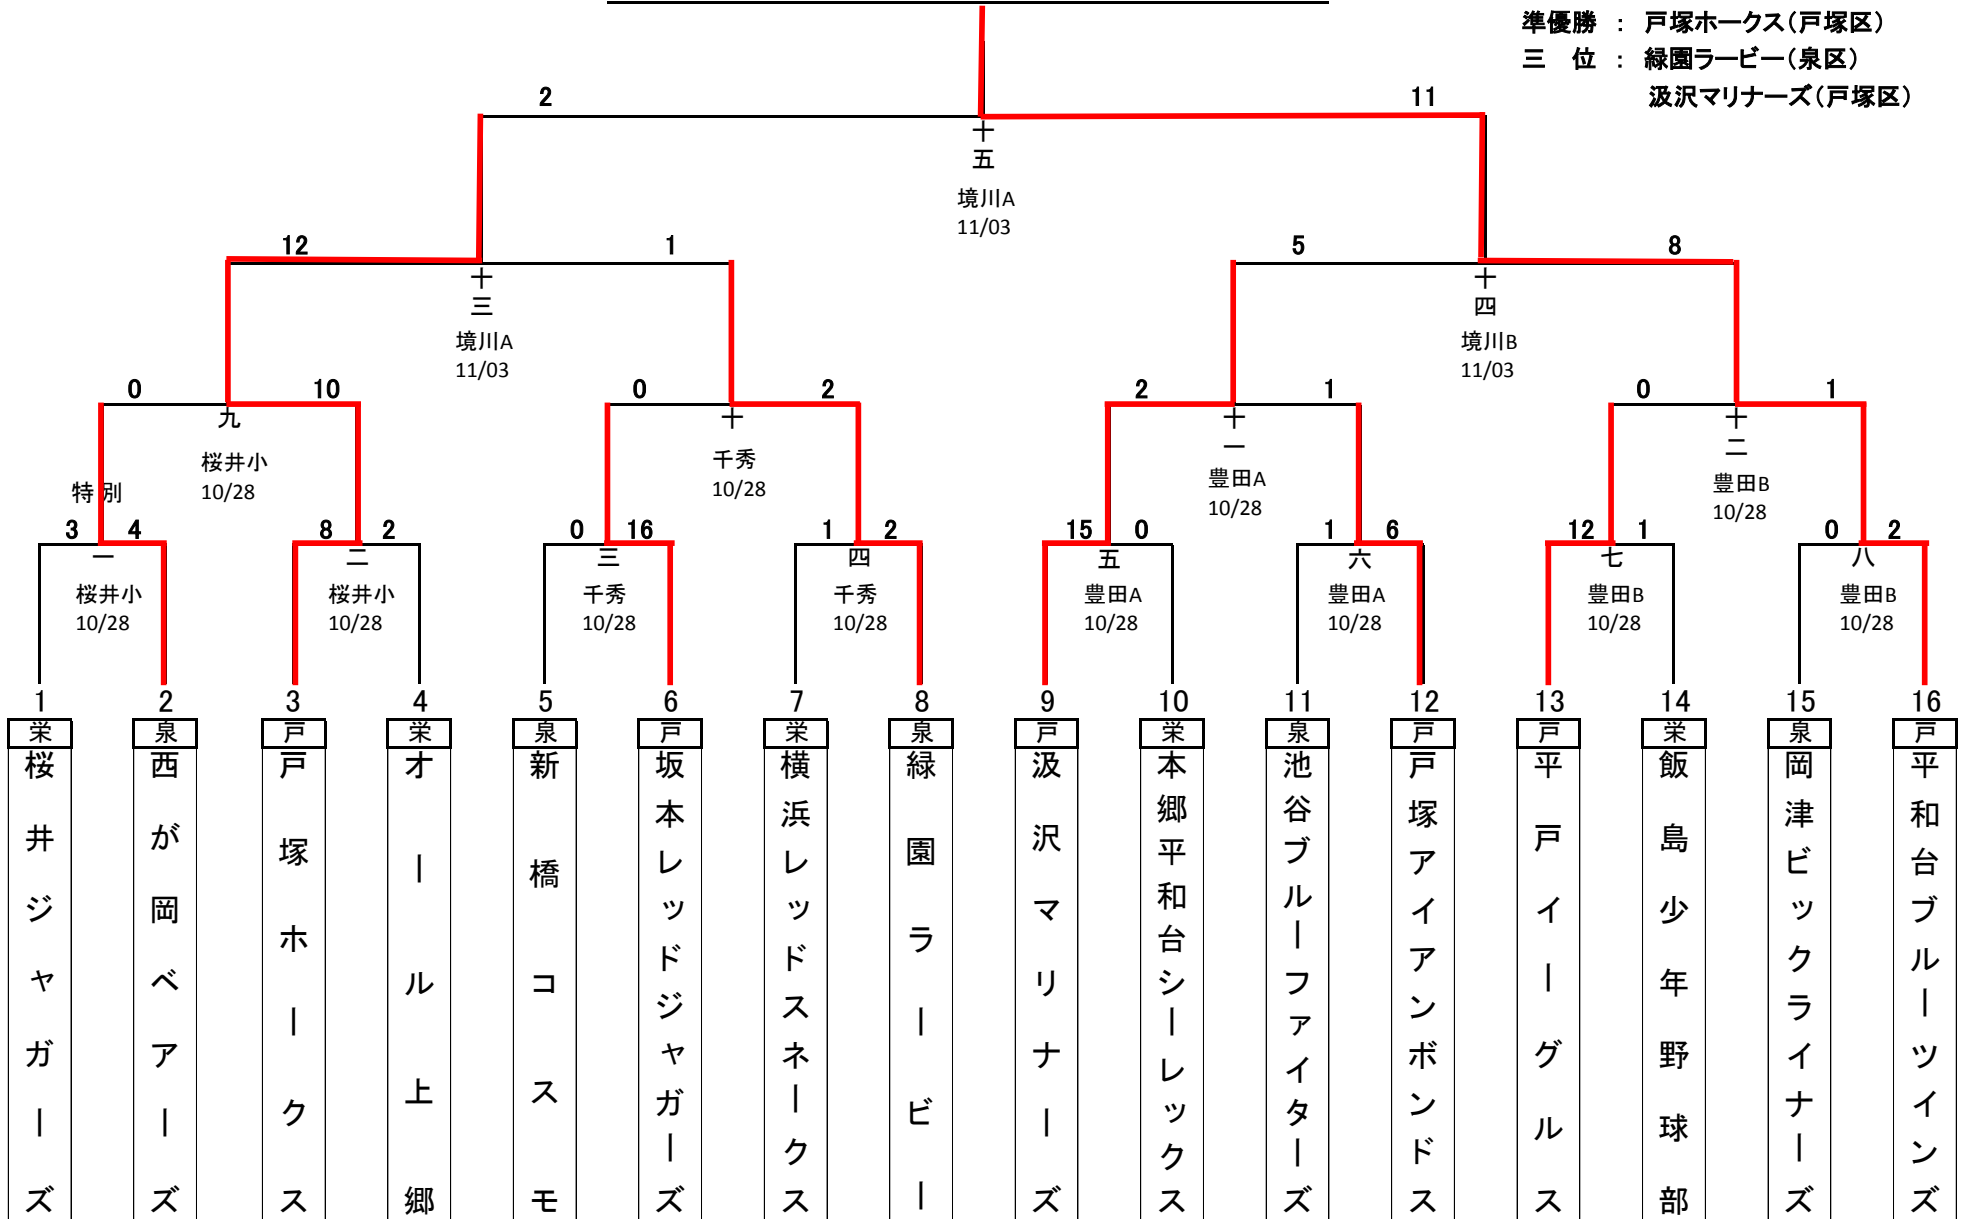 準優勝 ： 戸塚ホークス（戸塚区）
三 位 ： 緑園ラービー（泉区）
汲沢マリナーズ（戸塚区）
2 11
十五
境川A
11/03
12 1 5 8
十三 十四
境川A 境川B
11/03 11/03
0 10 0 2 2 1 0 1
九 十 十一 十二
桜井小 千秀 豊田A 豊田B
10/28 10/28 10/28 10/28
特別
3 4 8 2 0 16 1 2 15 0 1 6 12 1 0 2
一 二 三 四 五 六 七 八
桜井小 桜井小 千秀 千秀 豊田A 豊田A 豊田B 豊田B
10/28 10/28 10/28 10/28 10/28 10/28 10/28 10/28
1 2 3 4 5 6 7 8 9 10 11 12 13 14 15 16
栄 泉 戸 栄 泉 戸 栄 泉 戸 栄 泉 戸 戸 栄 泉 戸
桜井ジャガーズ
西が岡ベアーズ
戸塚ホークス
オール上郷
新橋コスモ
坂本レッドジャガーズ
横浜レッドスネークス
緑園ラービー
汲沢マリナーズ
本郷平和台シーレックス
池谷ブルーファイターズ
戸塚アイアンボンドス
平戸イーグルス
飯島少年野球部
岡津ビックライナーズ
平和台ブルーツインズ